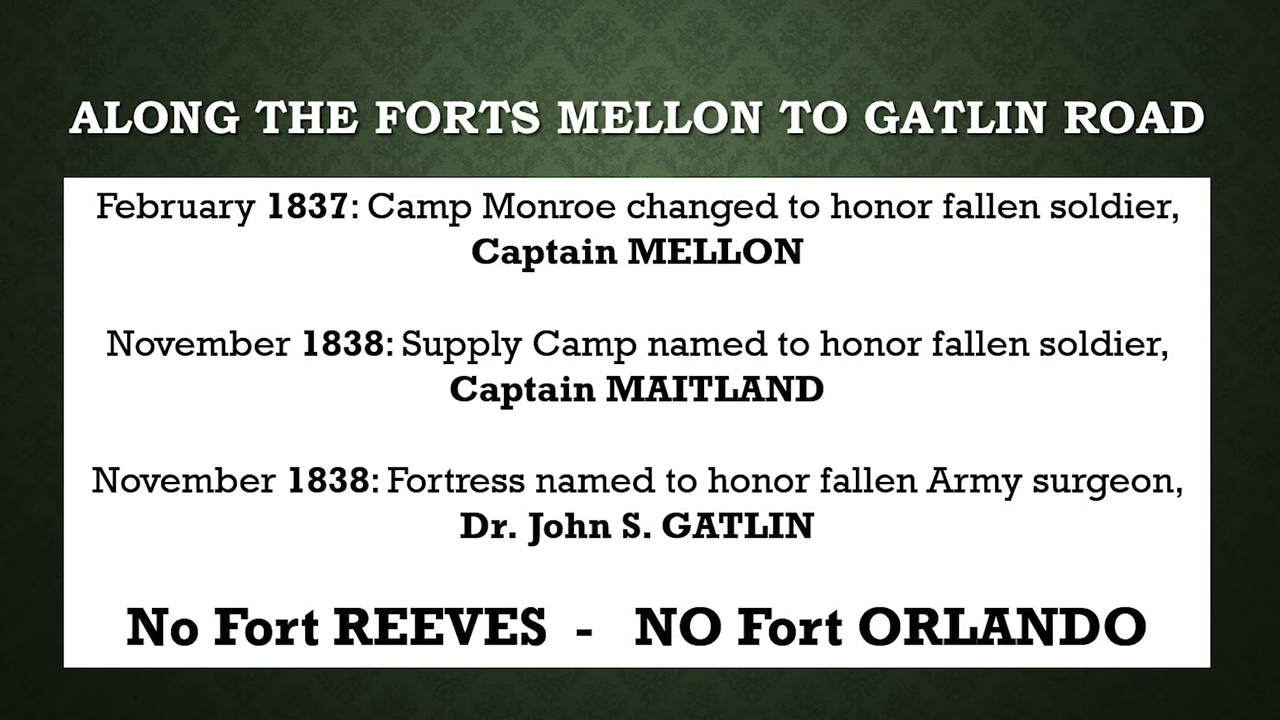 ALONG THE FORTS MELLON TO GATLIN ROAD
February 1837: Camp Monroe changed to honor fallen soldier,
Captain MELLON
November 1838: Supply Camp named to honor fallen soldier,
Captain MAITLAND
November 1838: Fortress named to honor fallen Army surgeon,
Dr. John S. GATLIN
No Fort REEVES - NO Fort ORLANDO